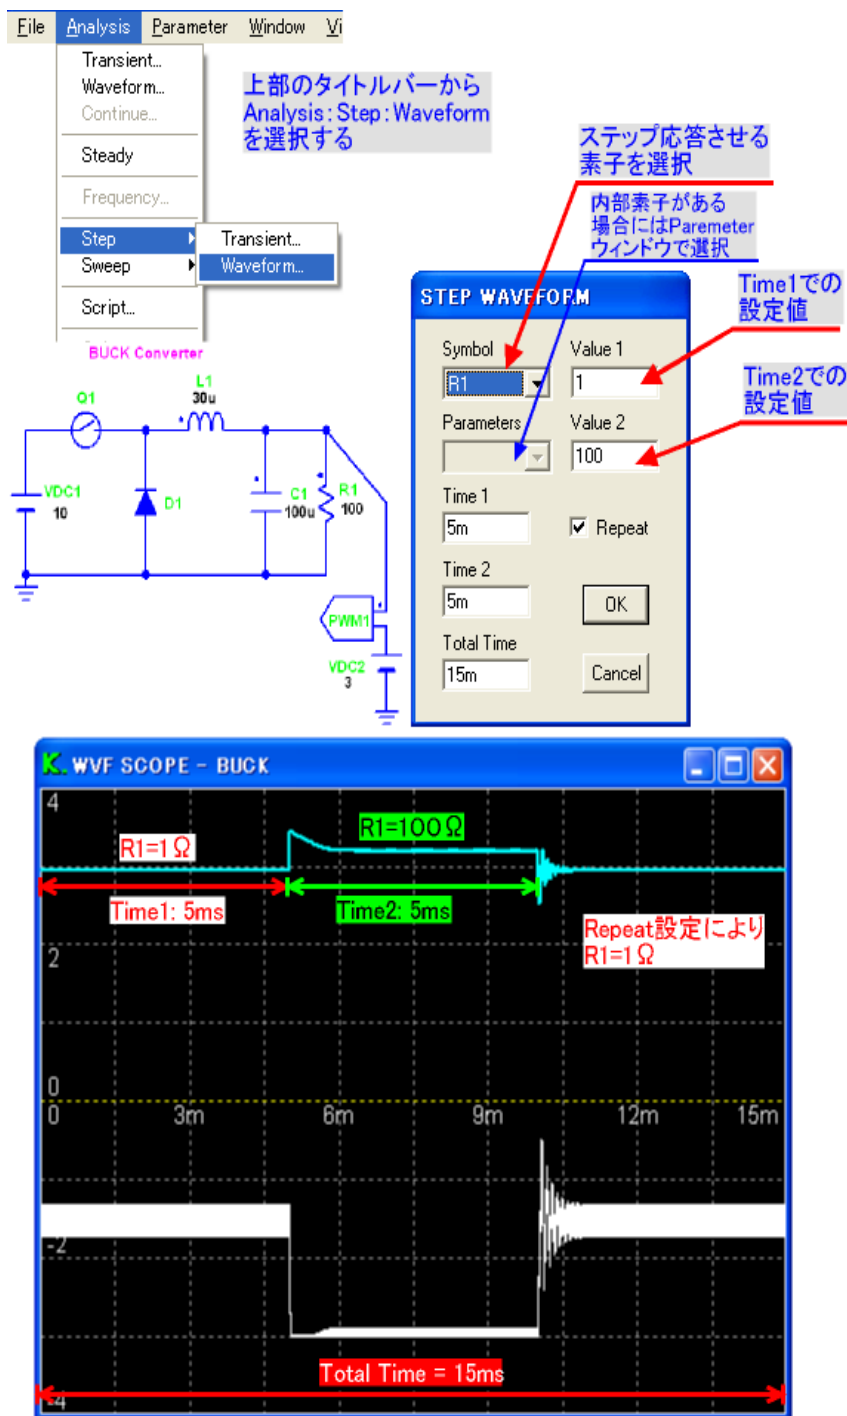 File Analysis Parameter Window Vi
Transient...
Waveform...
Continue...
Steady
Frequency...
Step
Sweep
Script...
Transient...
Waveform...
上部のタイトルバーから
Analysis:Step:Waveform
を選択する
ステップ応答させる
素子を選択
内部素子がある
場合にはParemeter
ウィンドウで選択
Time1での
設定値
Time2での
設定値
STEP WAVEFORM
Symbol
Value 1
R1
1
Parameters
Value 2
100
Time 1
5m
Repeat
Time 2
5m
OK
Total Time
15m
Cancel
BUCK Converter
Q1
L1
30u
VDC1
10
D1
C1
100u
R1
100
PWM1
VDC2
3
K. WVF SCOPE - BUCK
4
R1=1Ω
R1=100Ω
Time1: 5ms
Time2: 5ms
Repeat設定により
R1=1Ω
2
0
0 3m 6m 9m 12m 15m
-2
Total Time = 15ms
-4